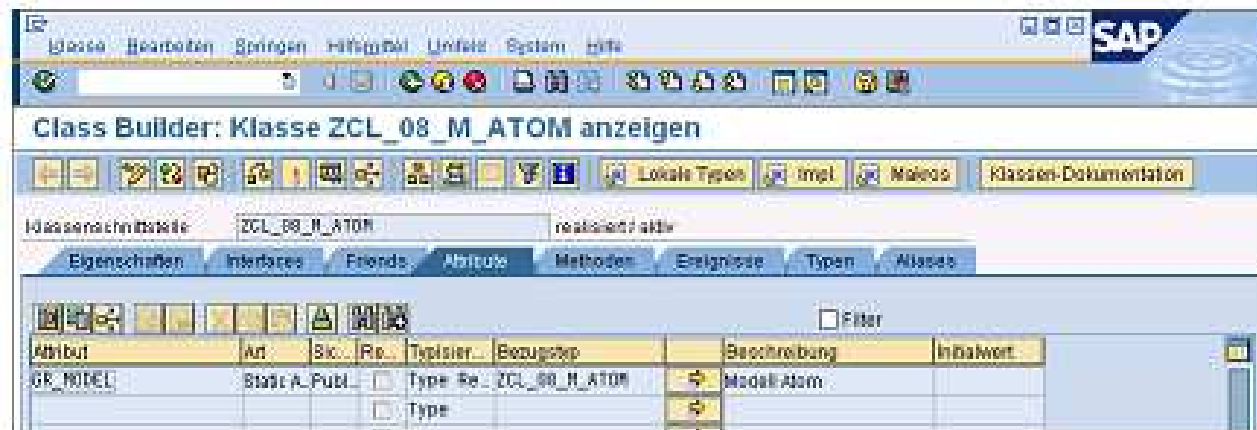 Klasse Bearbeiten Springen Hilfsmittel Umfeld System Hilfe
SAP
Class Builder: Klasse ZCL_08_M_ATOM anzeigen
Lokale Typen Impl. Makros Klassen-Dokumentation
Klassenschnittstelle ZCL_08_M_ATOM realisiert / aktiv
Eigenschaften Interfaces Friends Attribute Methoden Ereignisse Typen Aliases
Filter
Attribut Art Sic... Re... Typisier... Bezugstyp Beschreibung Initialwert
GR_MODEL Static A. Publ... Type Re... ZCL_08_M_ATOM Modell Atom
Type